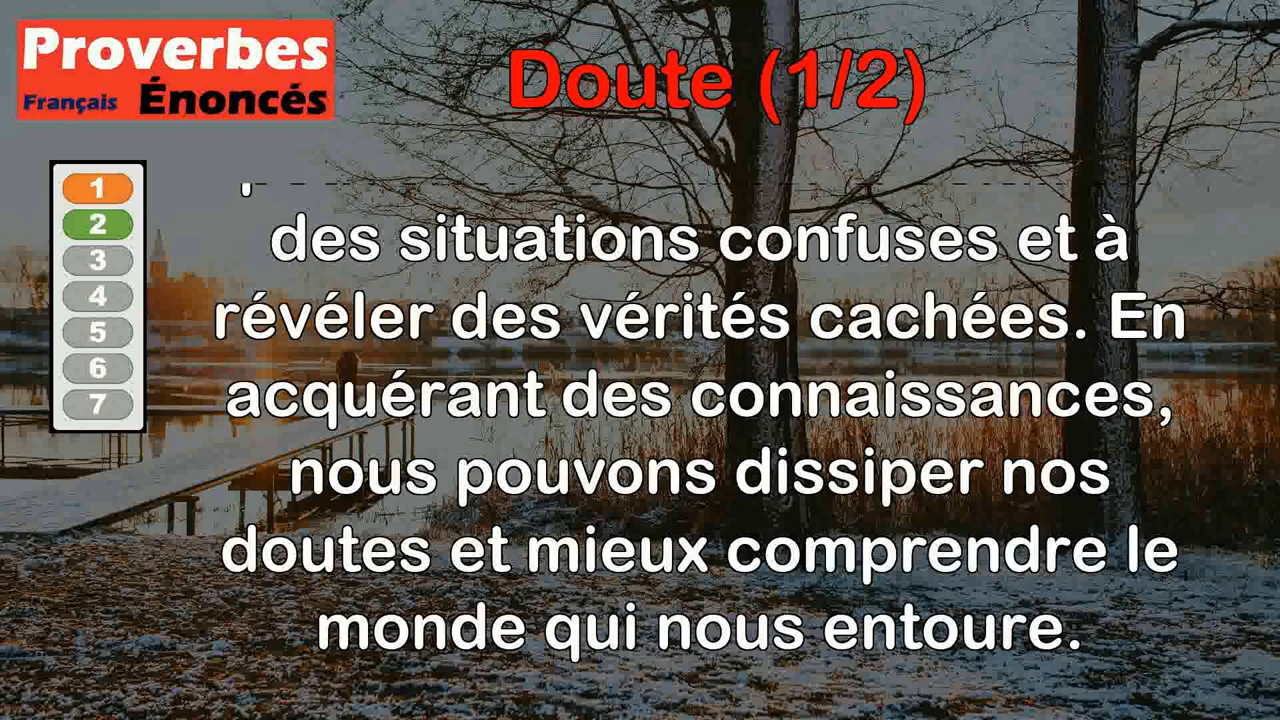 Proverbes
Français Énoncés
Doute (1/2)
1
2
3
4
5
6
7
des situations confuses et à
révéler des vérités cachées. En
acquérant des connaissances,
nous pouvons dissiper nos
doutes et mieux comprendre le
monde qui nous entoure.